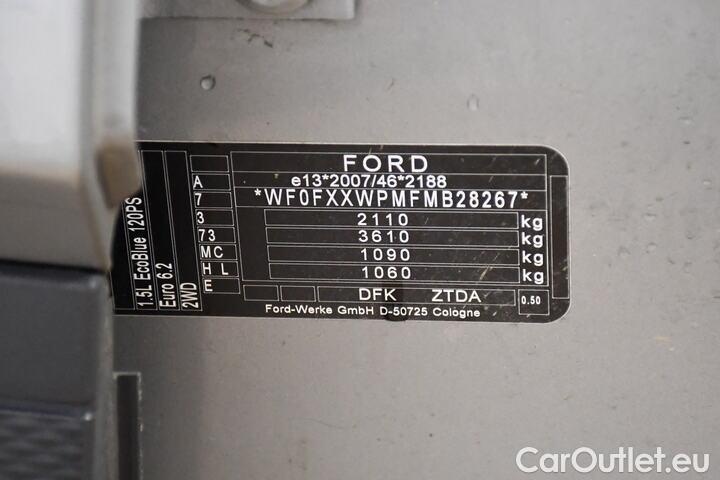 FORD
e13*2007/46*2188
*WF0FXXWPMFMB28267*
2110 kg
3610 kg
1090 kg
1060 kg
DFK ZTDA 0.50
Ford-Werke GmbH D-50725 Cologne
A
7
3
73
MC
H L
E
1.5L EcoBlue 120PS
Euro 6.2
2WD
CarOutlet.eu